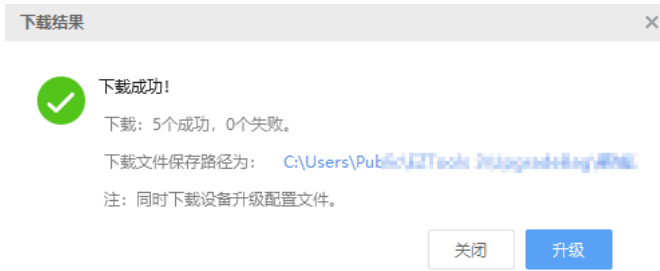 下载结果
下载成功!
下载：5个成功，0个失败。
下载文件保存路径为： C:\Users\Pub
注：同时下载设备升级配置文件。
关闭 升级